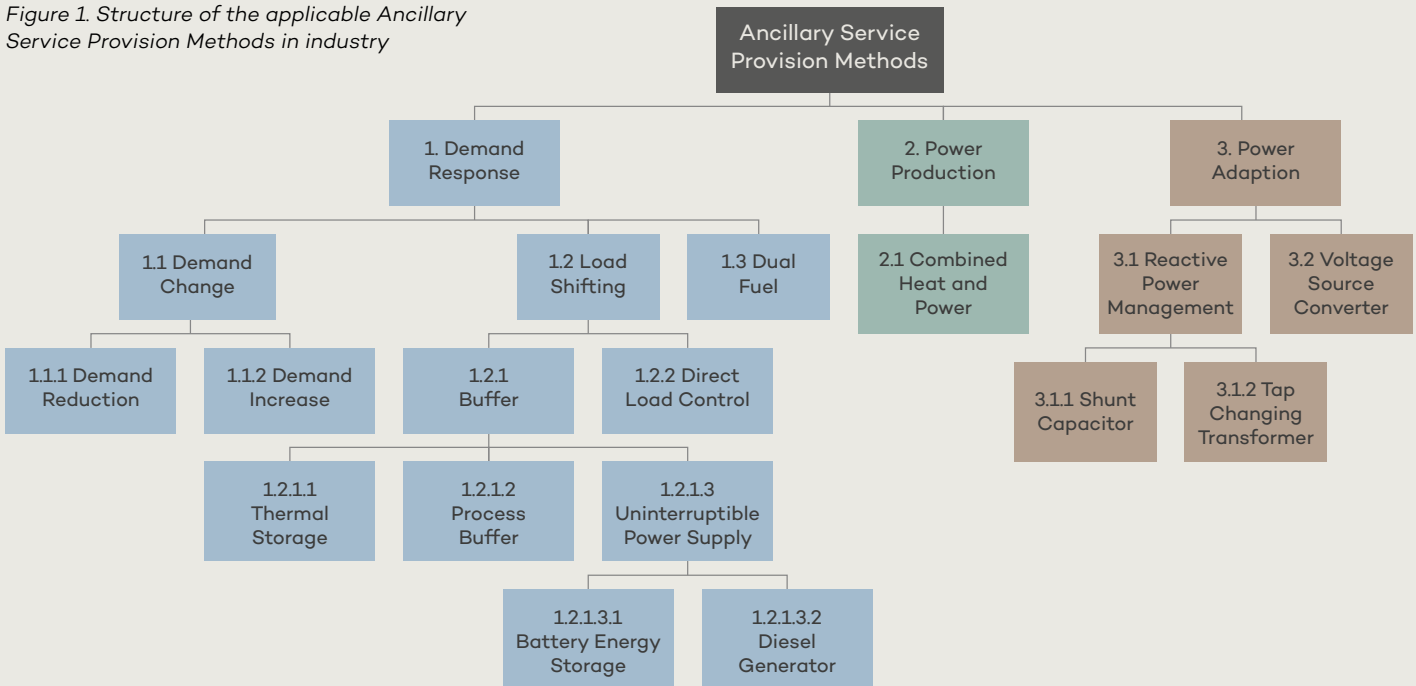 Figure 1. Structure of the applicable Ancillary
Service Provision Methods in industry
Ancillary Service
Provision Methods
1. Demand
Response
2. Power
Production
3. Power
Adaption
1.1 Demand
Change
1.2 Load
Shifting
1.3 Dual
Fuel
2.1 Combined
Heat and
Power
3.1 Reactive
Power
Management
3.2 Voltage
Source
Converter
1.1.1 Demand
Reduction
1.1.2 Demand
Increase
1.2.1
Buffer
1.2.2 Direct
Load Control
3.1.1 Shunt
Capacitor
3.1.2 Tap
Changing
Transformer
1.2.1.1
Thermal
Storage
1.2.1.2
Process
Buffer
1.2.1.3
Uninterruptible
Power Supply
1.2.1.3.1
Battery Energy
Storage
1.2.1.3.2
Diesel
Generator